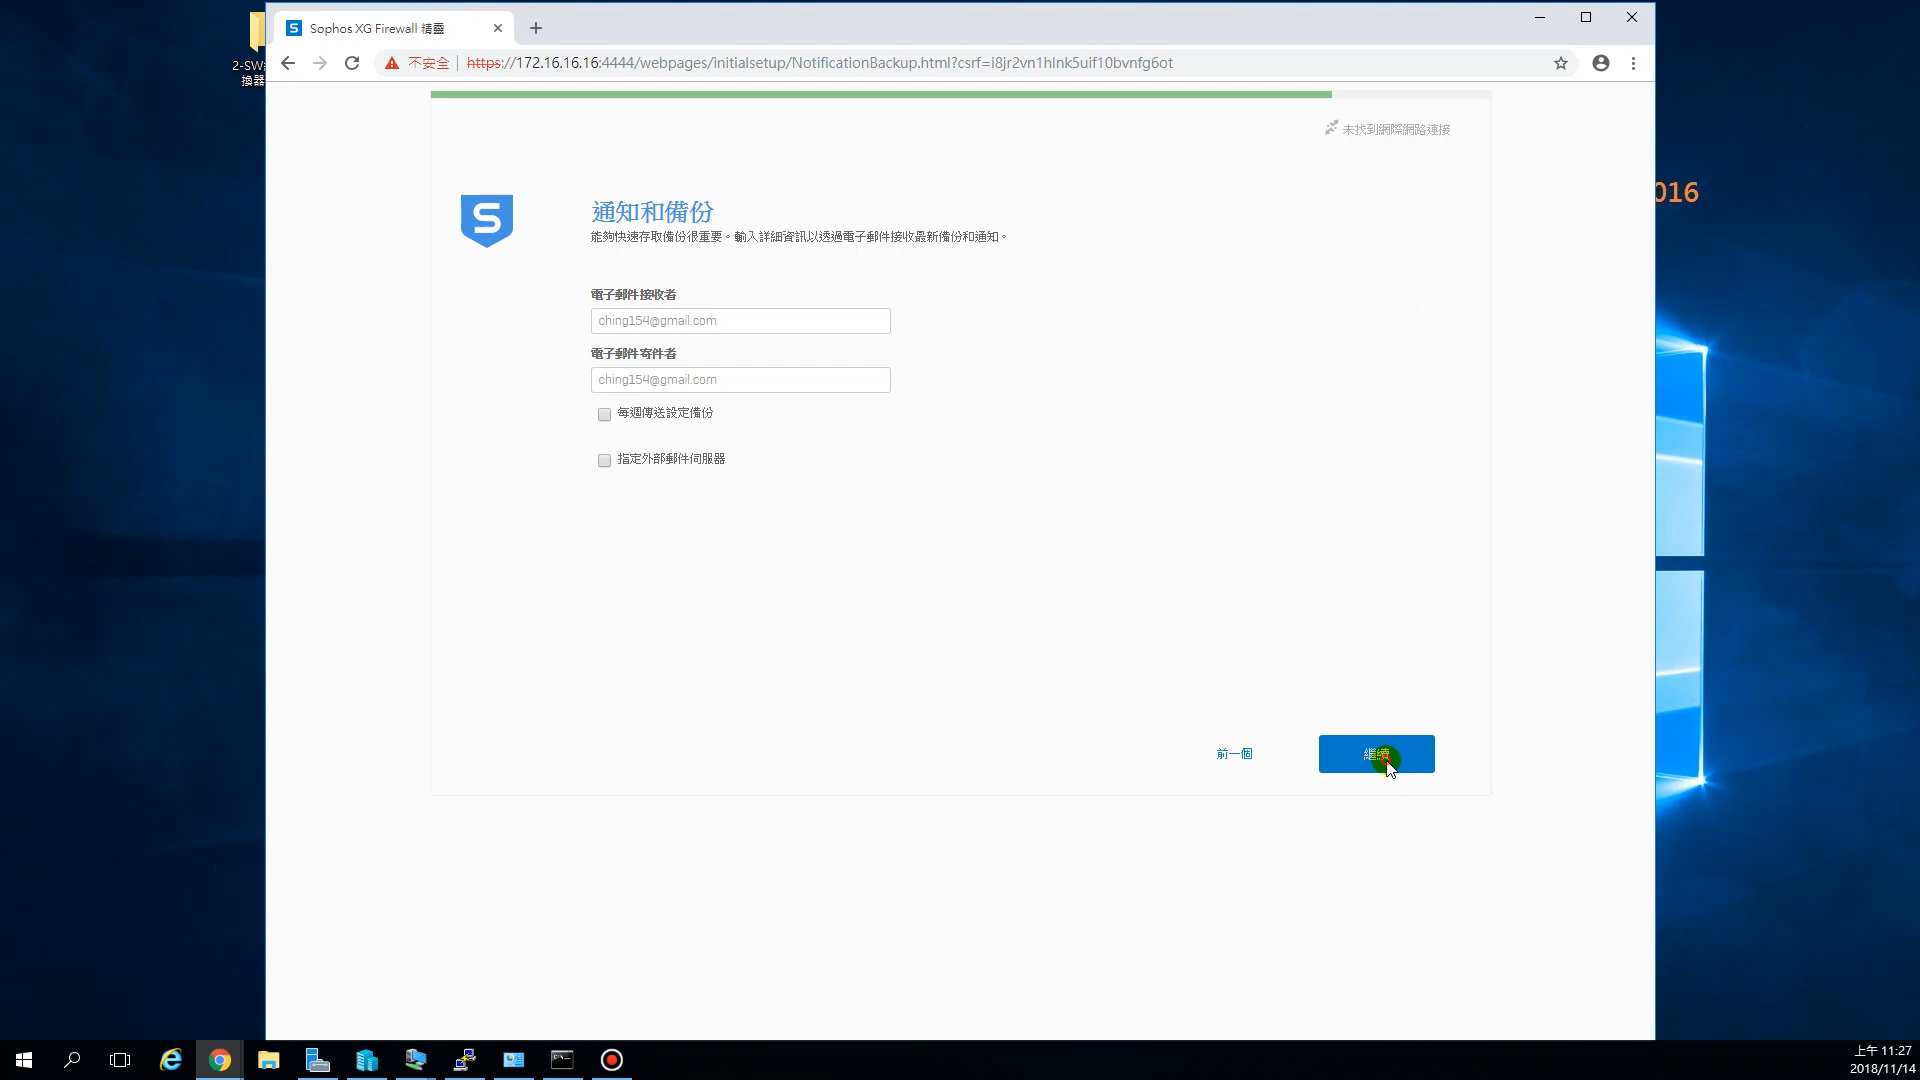 Sophos XG Firewall 精靈
2-SW
換器
不安全
https://172.16.16.16:4444/webpages/initialsetup/NotificationBackup.html?csrf=i8jr2vn1hlnk5uif10bvnfg6ot
未找到網際網路連接
016
S
通知和備份
能夠快速存取備份很重要。輸入詳細資訊以透過電子郵件接收最新備份和通知。
電子郵件接收者
ching154@gmail.com
電子郵件寄件者
ching154@gmail.com
每週傳送設定備份
指定外部郵件伺服器
前一個
繼續
上午 11:27
2018/11/14